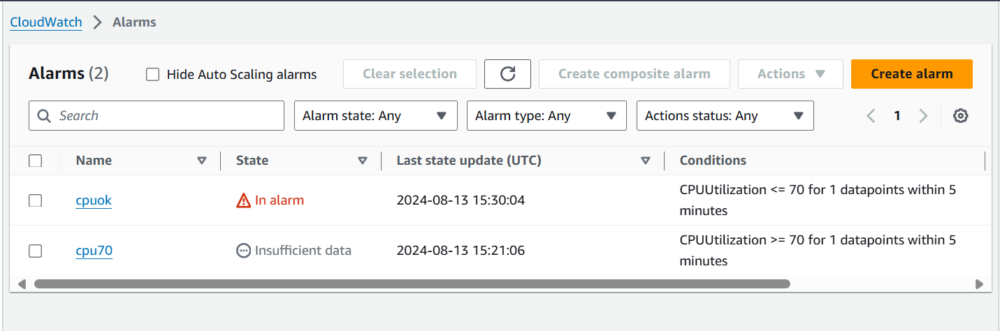 CloudWatch > Alarms
Alarms (2) Hide Auto Scaling alarms Clear selection Create composite alarm Actions Create alarm
Search Alarm state: Any Alarm type: Any Actions status: Any 1
Name State Last state update (UTC) Conditions
cpuok In alarm 2024-08-13 15:30:04 CPUUtilization <= 70 for 1 datapoints within 5
minutes
cpu70 Insufficient data 2024-08-13 15:21:06 CPUUtilization >= 70 for 1 datapoints within 5
minutes